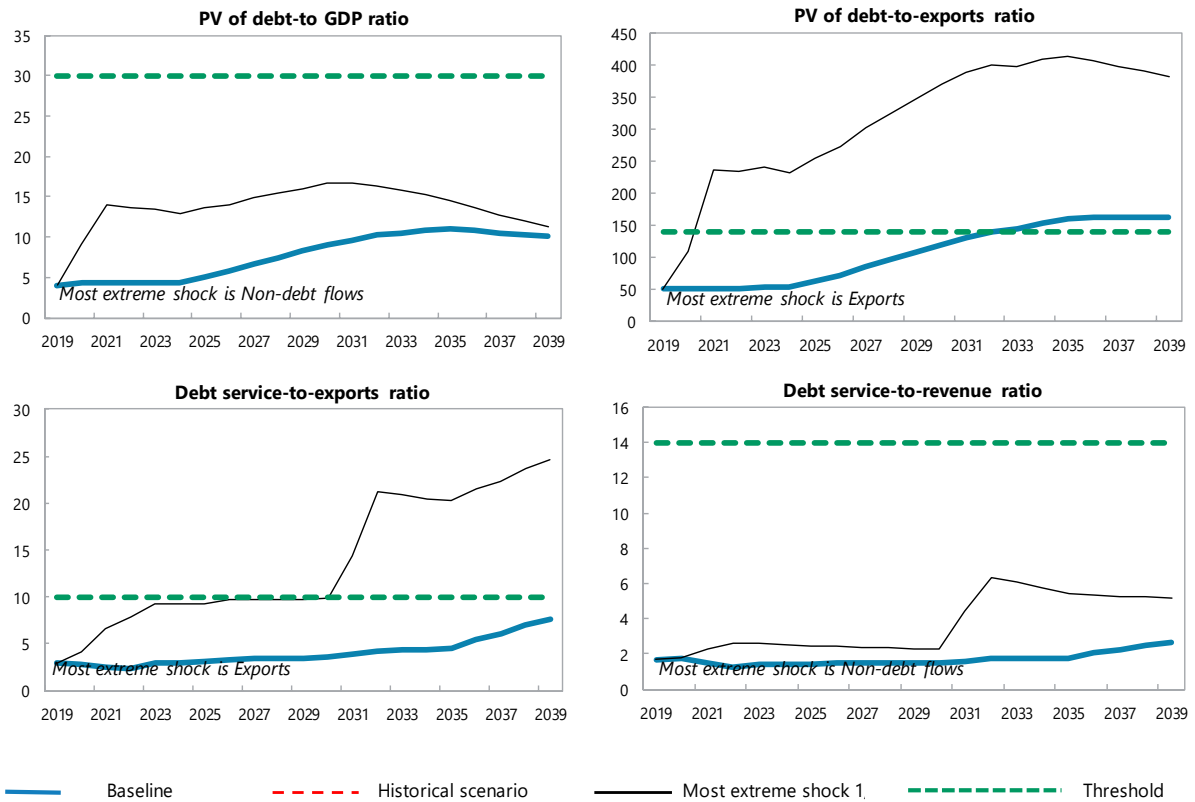 PV of debt-to GDP ratio
35
30
25
20
15
10
5
0
Most extreme shock is Non-debt flows
2019 2021 2023 2025 2027 2029 2031 2033 2035 2037 2039
PV of debt-to-exports ratio
450
400
350
300
250
200
150
100
50
0
Most extreme shock is Exports
2019 2021 2023 2025 2027 2029 2031 2033 2035 2037 2039
Debt service-to-exports ratio
30
25
20
15
10
5
0
Most extreme shock is Exports
2019 2021 2023 2025 2027 2029 2031 2033 2035 2037 2039
Debt service-to-revenue ratio
16
14
12
10
8
6
4
2
0
Most extreme shock is Non-debt flows
2019 2021 2023 2025 2027 2029 2031 2033 2035 2037 2039
Baseline Historical scenario Most extreme shock 1, Threshold